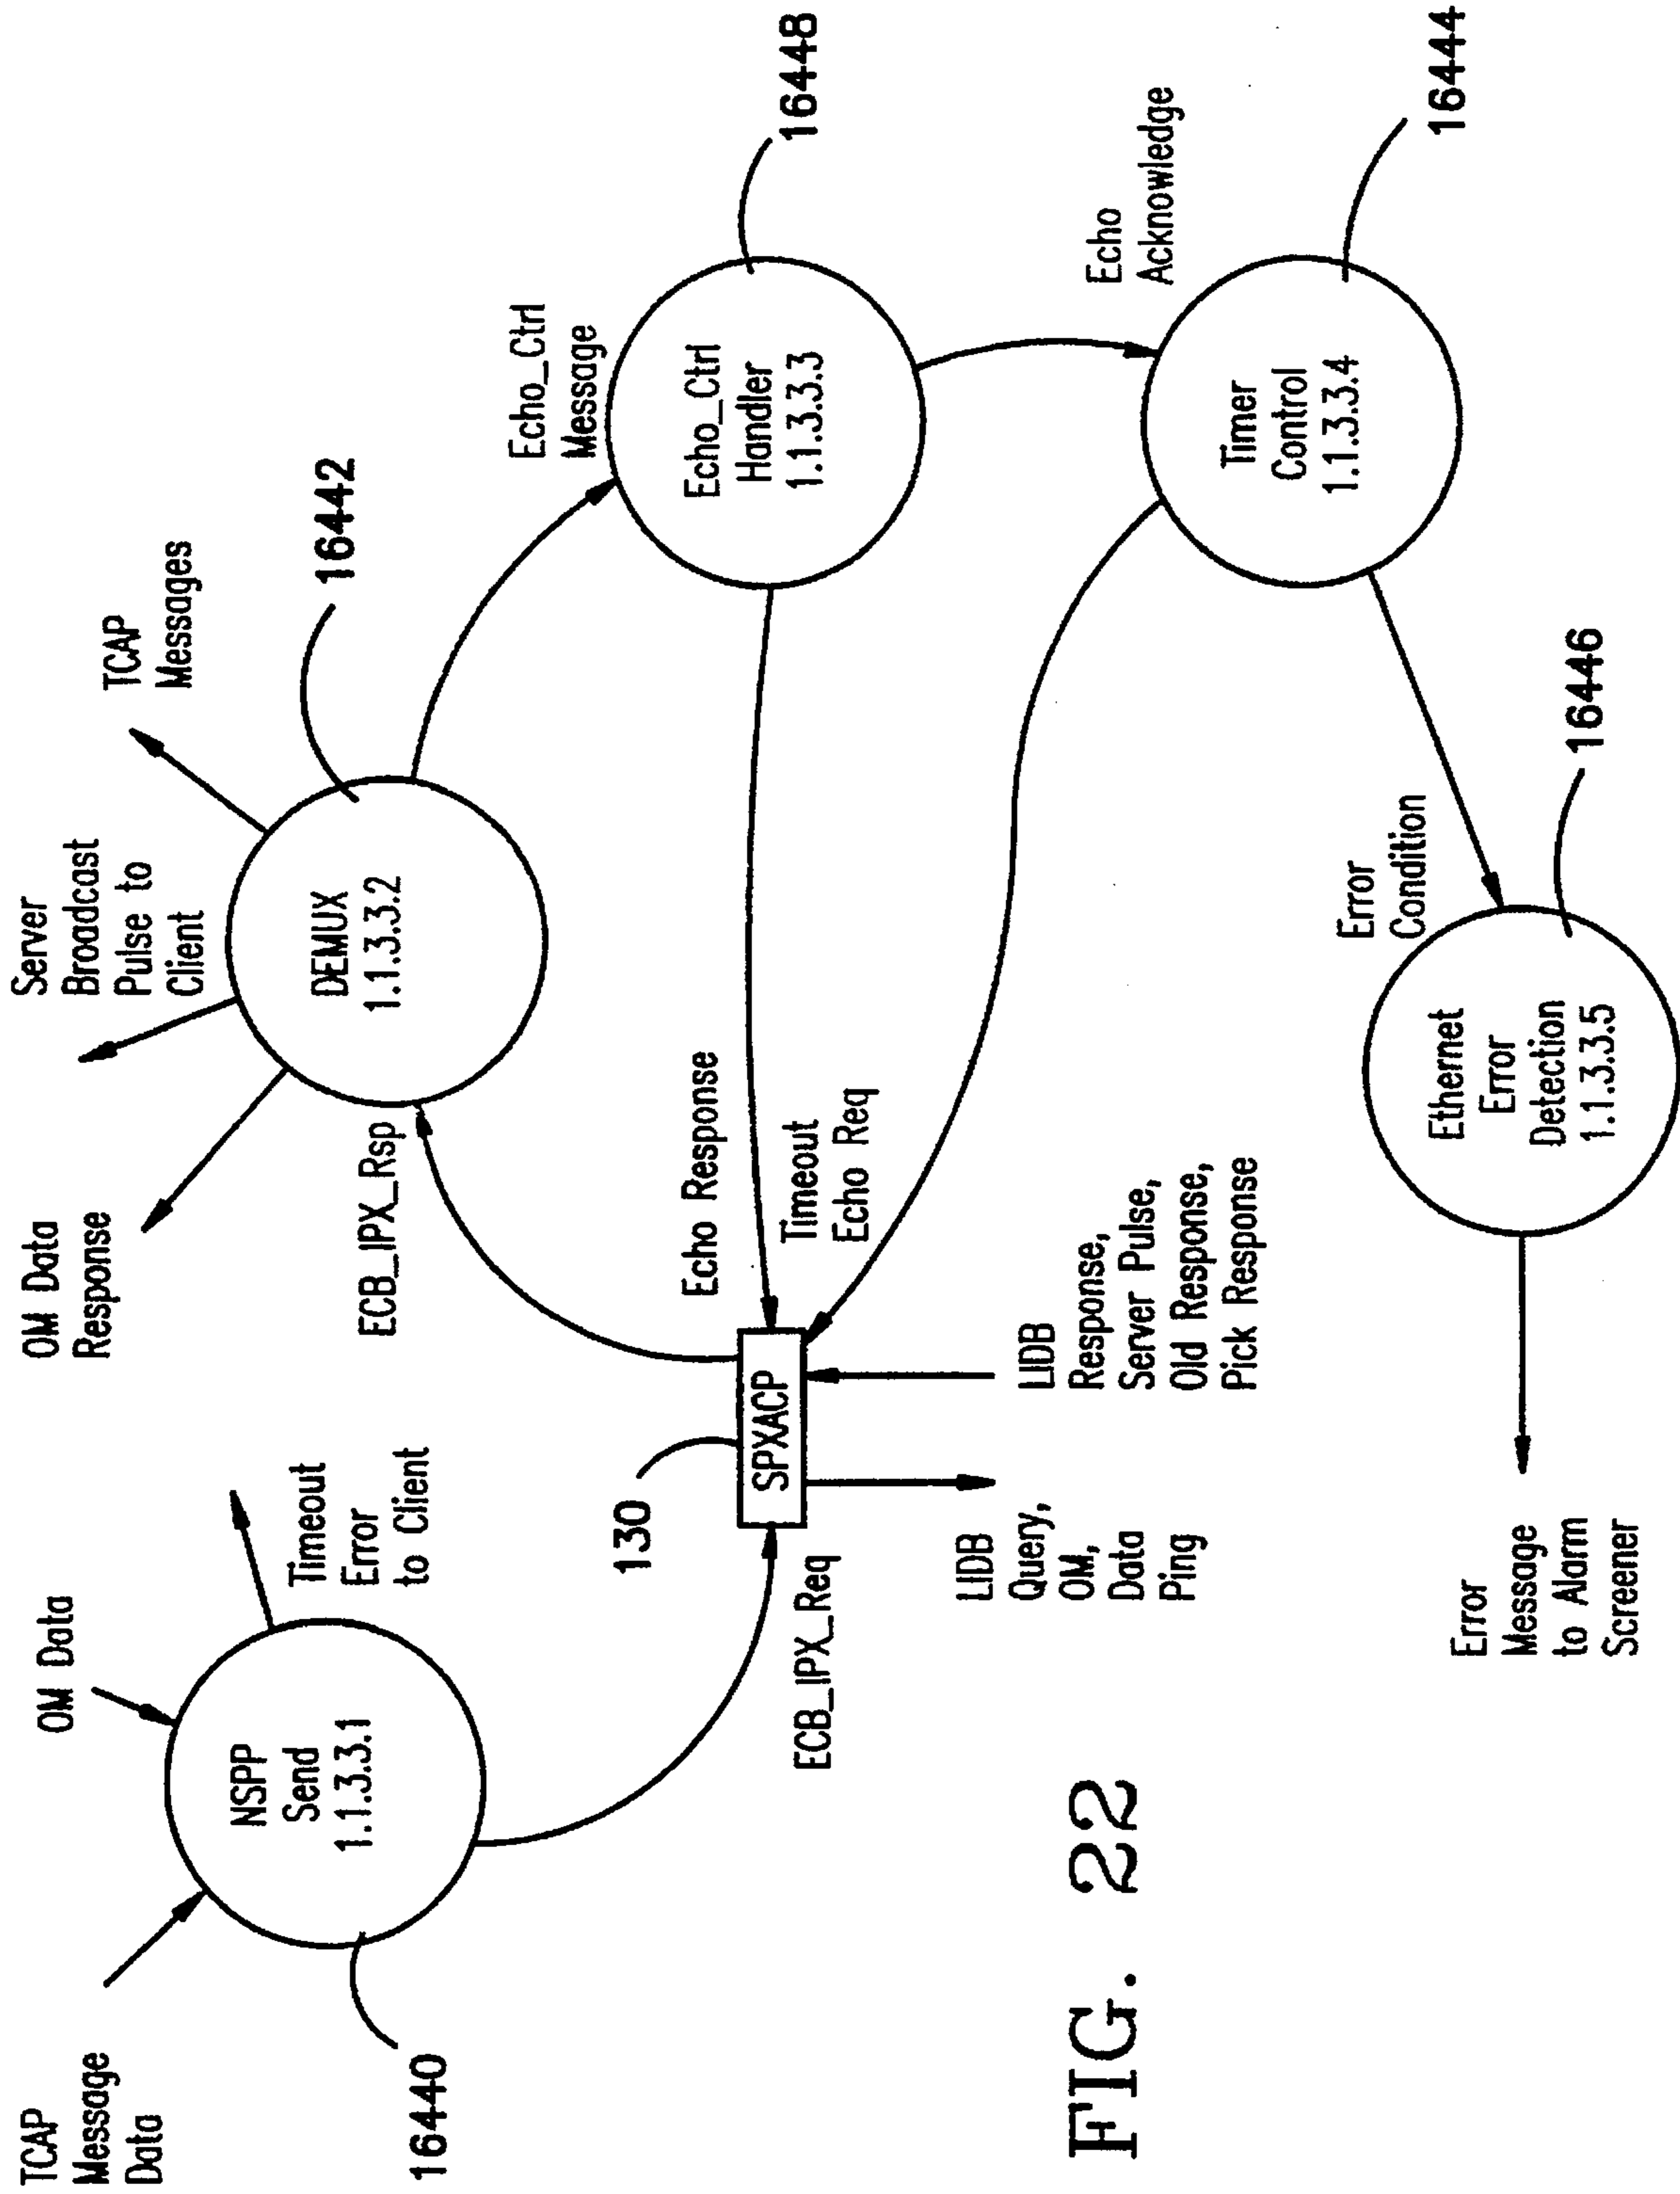 TCAP
Message
Data
OM Data
NSPP
Send
1.1.3.3.1
16440
Timeout
Error
to Client
ECB_IPX_Req
OM Data
Response
Server
Broadcast
Pulse to
Client
TCAP
Messages
DEMUX
1.1.3.3.2
16442
ECB_IPX_Rsp
130
SPXACP
LIDB
Query,
OM,
Data
Ping
LIDB
Response,
Server Pulse,
Old Response,
Pick Response
Echo Response
Timeout
Echo Req
Echo_Ctrl
Message
Echo_Ctrl
Handler
1.1.3.3.3
16448
Echo
Acknowledge
Timer
Control
1.1.3.3.4
16444
Error
Condition
Ethernet
Error
Detection
1.1.3.3.5
16446
Error
Message
to Alarm
Screener
FIG. 22